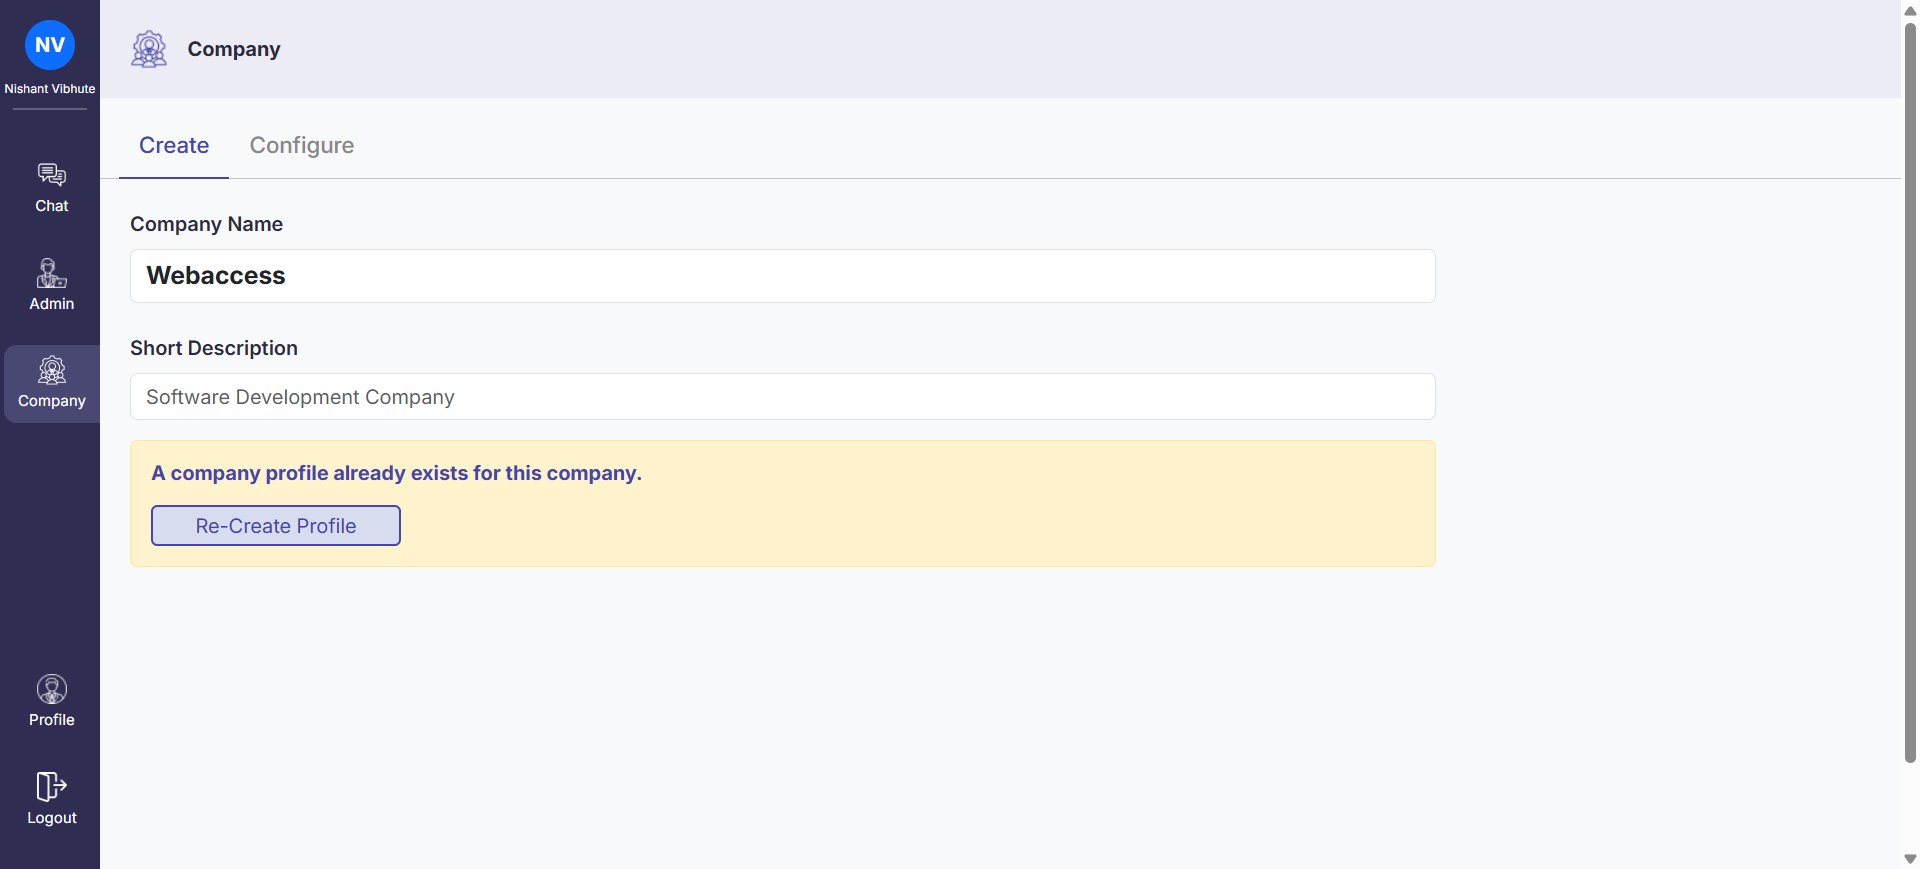 NV
Nishant Vibhute
Chat
Admin
Company
Profile
Logout
Company
Create
Configure
Company Name
Webaccess
Short Description
Software Development Company
A company profile already exists for this company.
Re-Create Profile